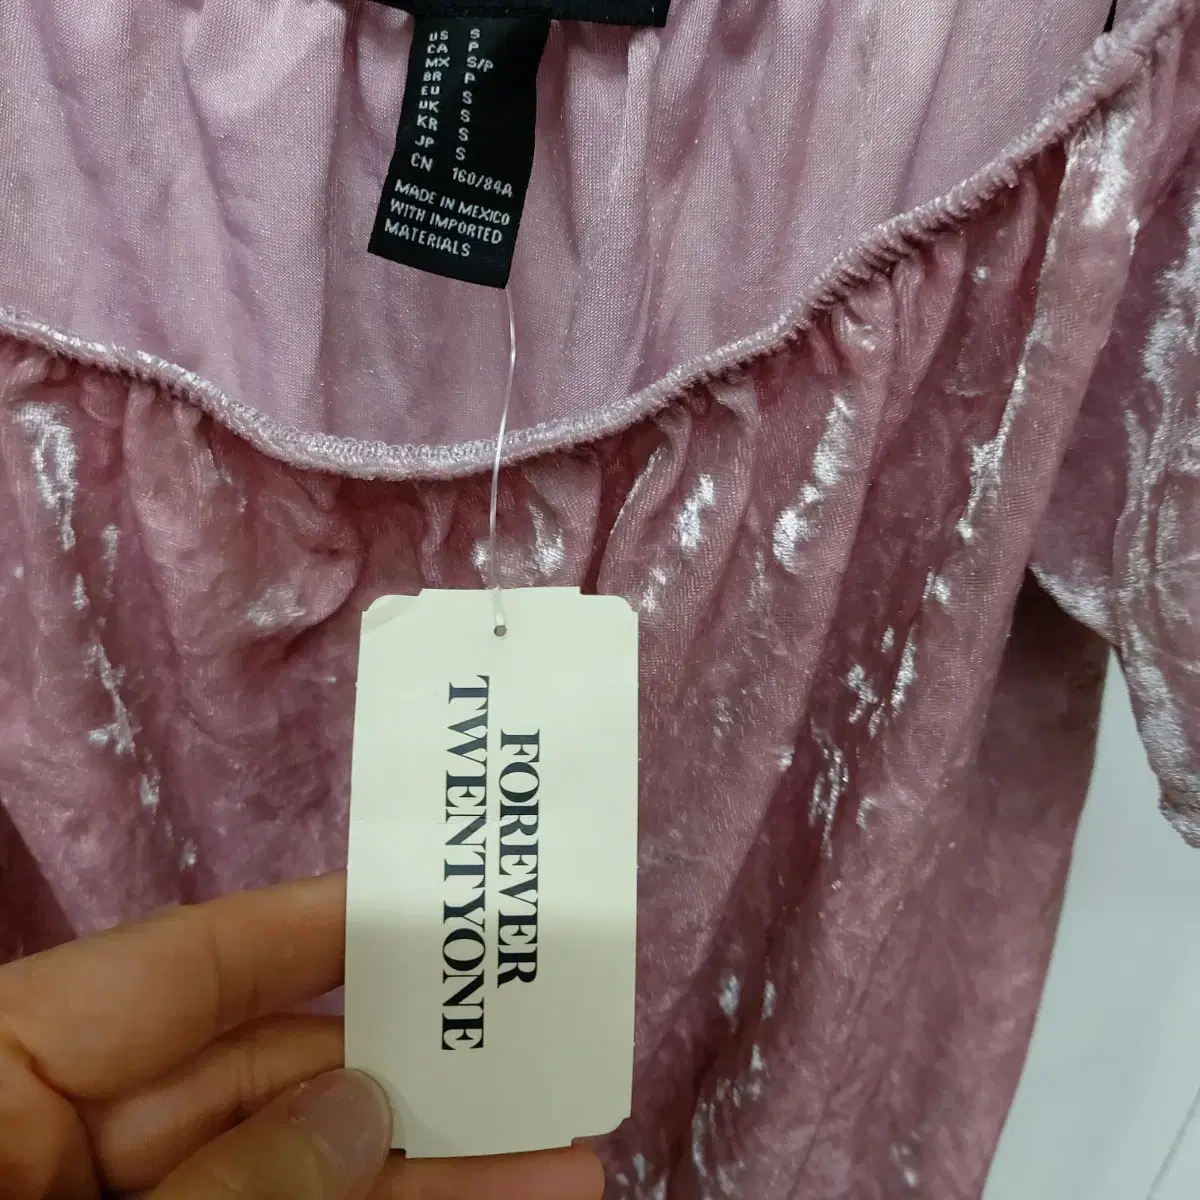 US S
CA P
MX S/P
BR P
EU S
UK S
KR S
JP S
CN 160/84A
MADE IN MEXICO
WITH IMPORTED
MATERIALS
FOREVER
TWENTYONE